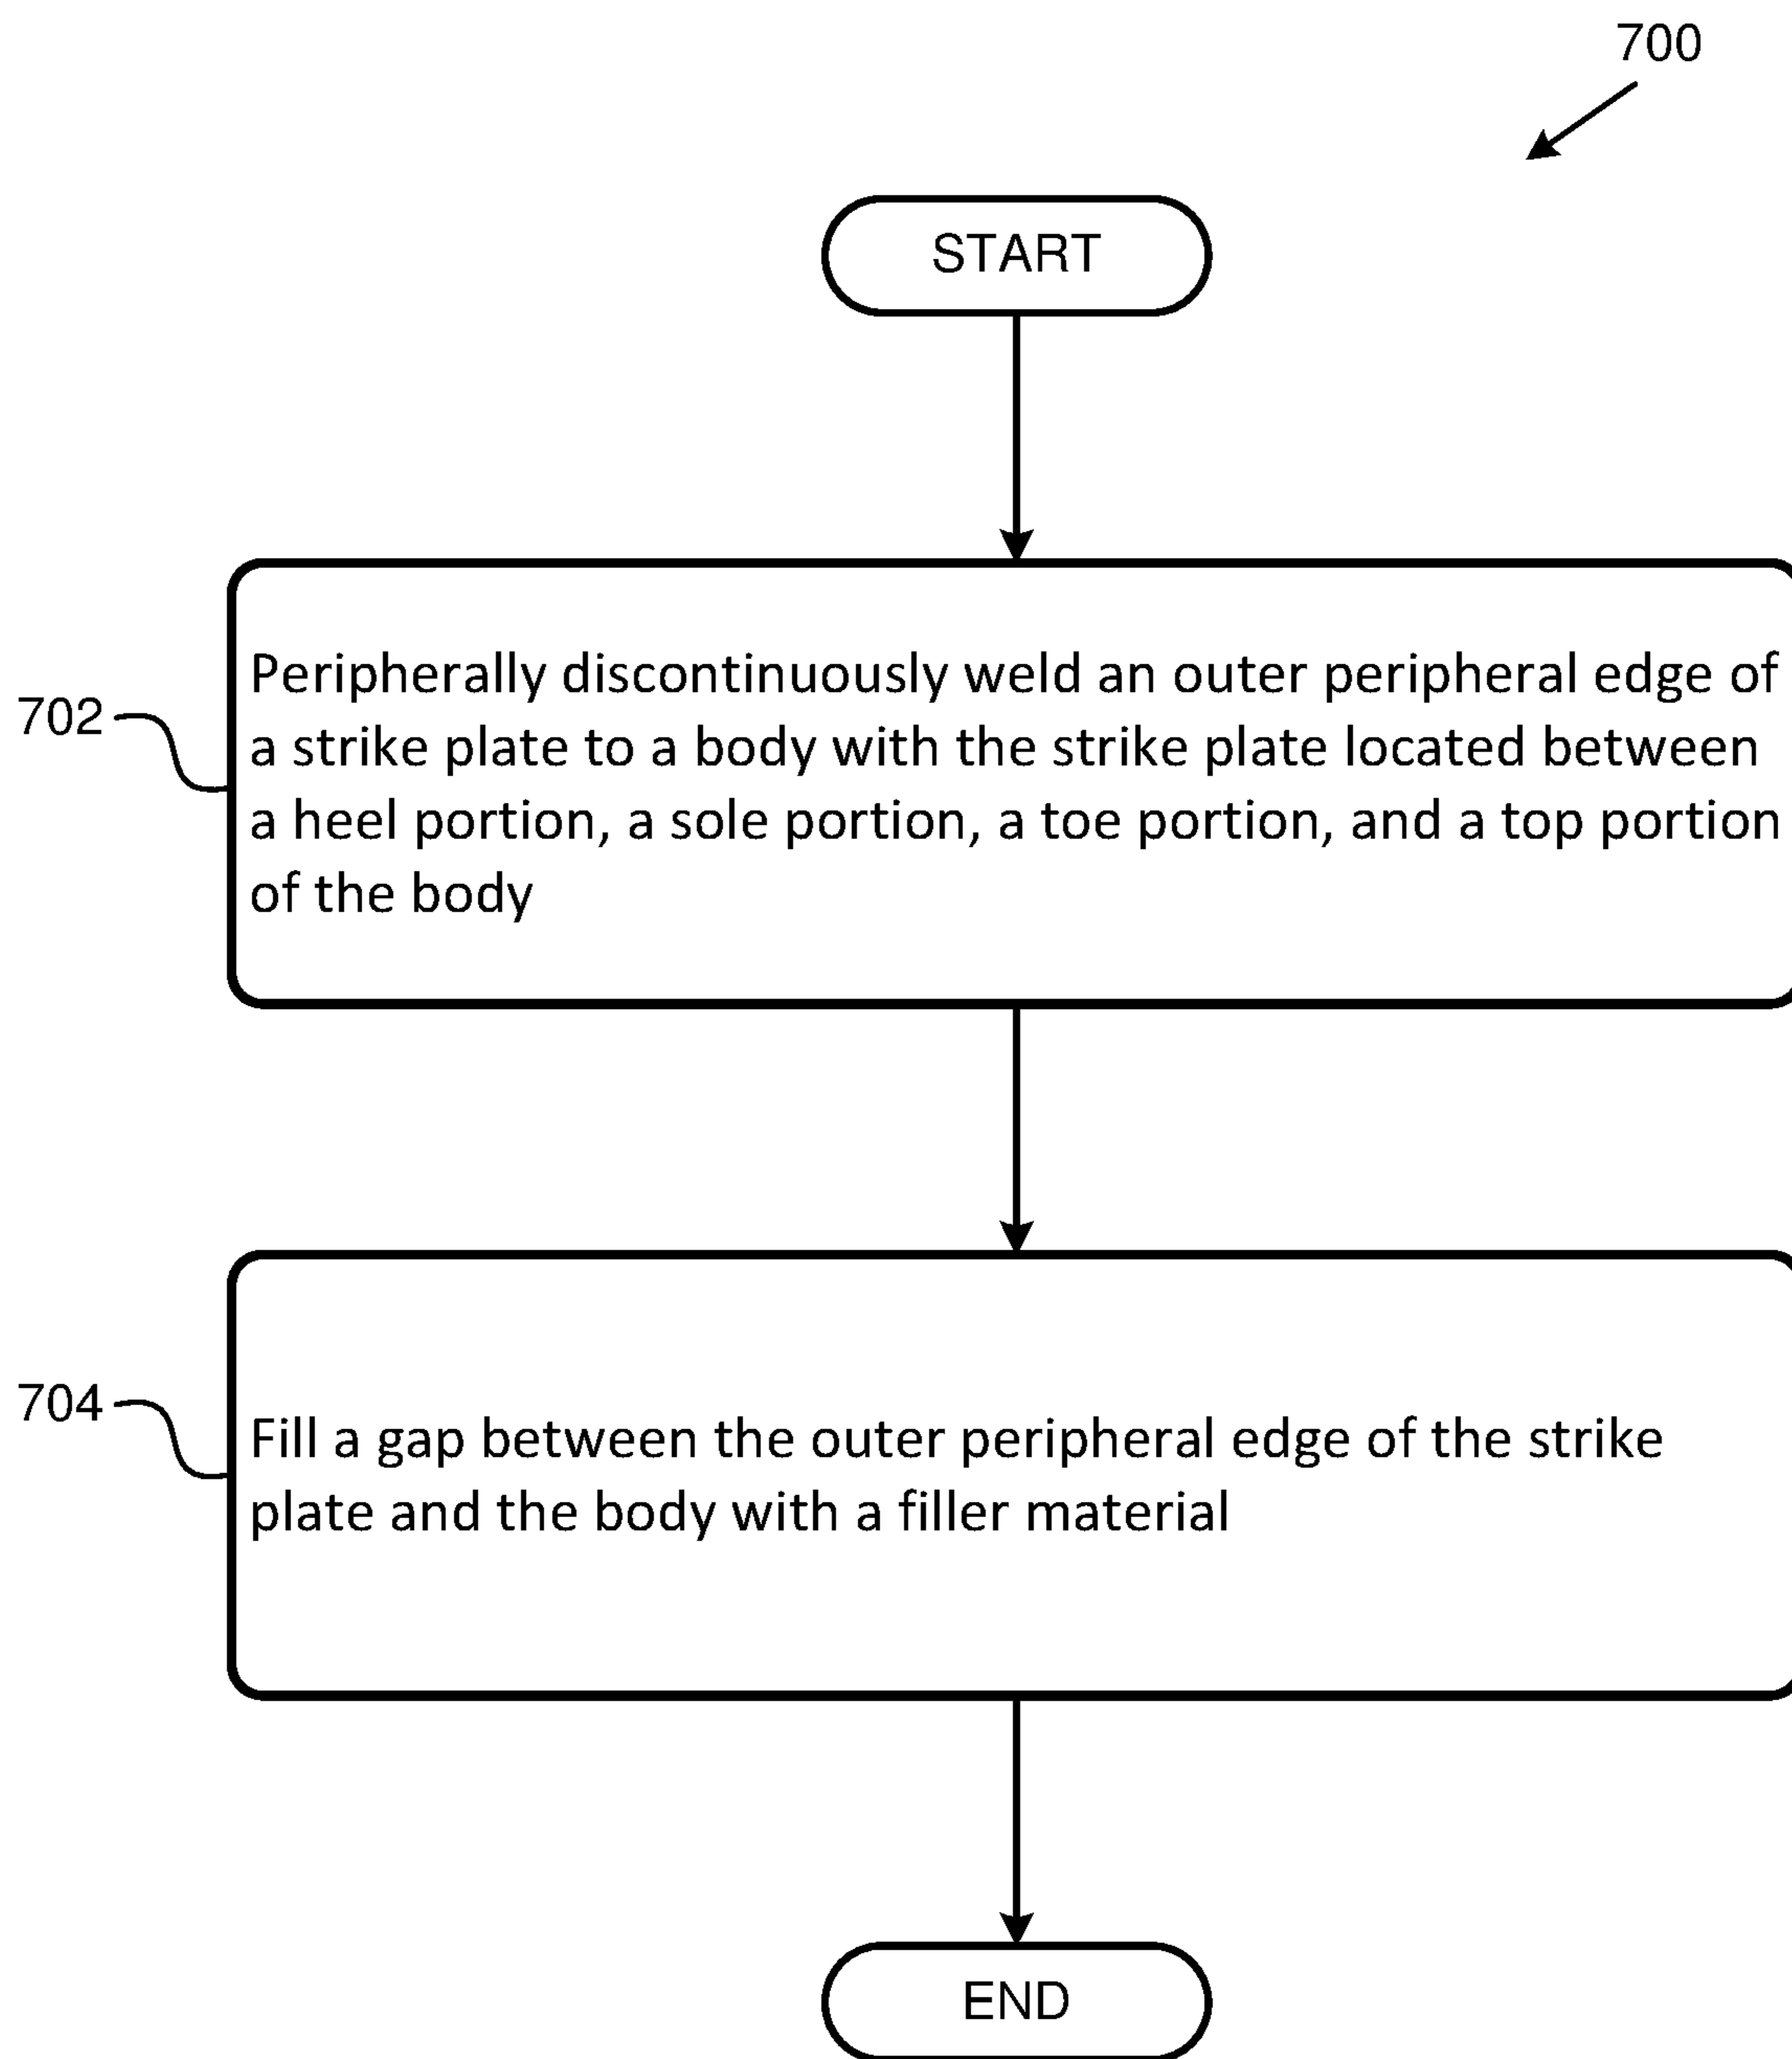 700
START
702
Peripherally discontinuously weld an outer peripheral edge of
a strike plate to a body with the strike plate located between
a heel portion, a sole portion, a toe portion, and a top portion
of the body
704
Fill a gap between the outer peripheral edge of the strike
plate and the body with a filler material
END